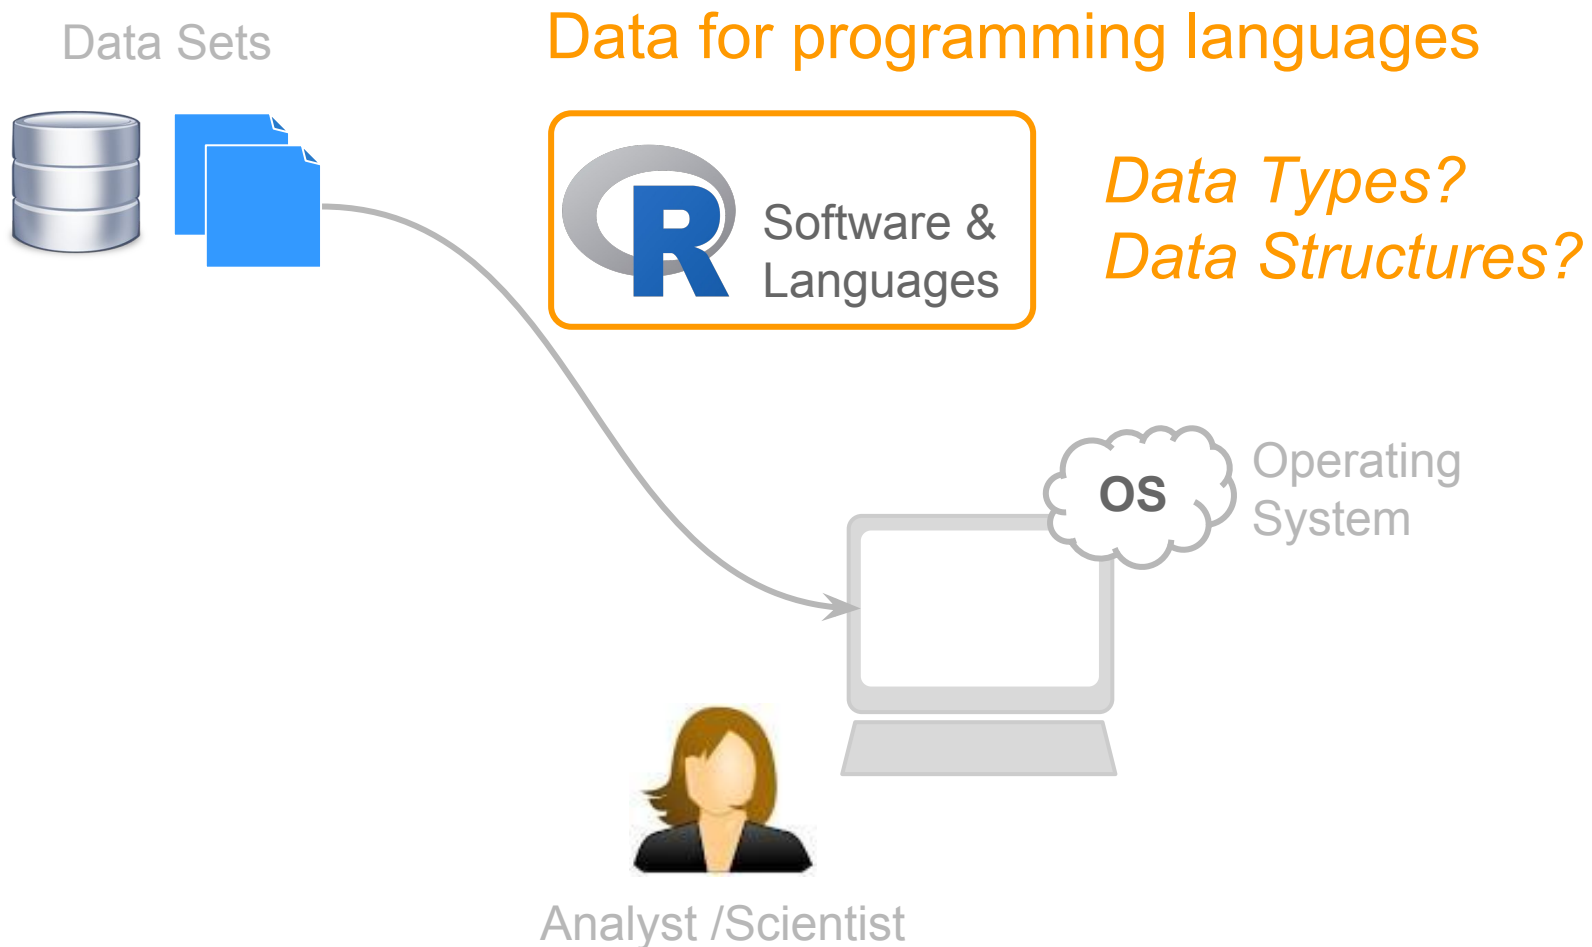 Data Sets
Data for programming languages
R
Software &
Languages
Data Types?
Data Structures?
OS
Operating
System
Analyst /Scientist